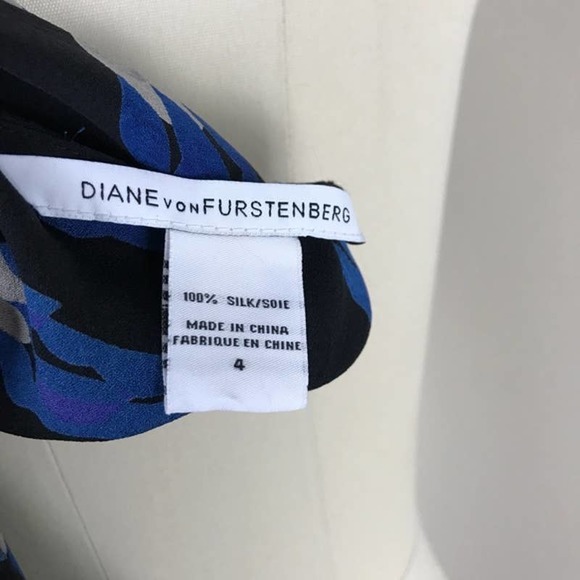 DIANE VON FURSTENBERG
100% SILK/SOIE
MADE IN CHINA
FABRIQUE EN CHINE
4